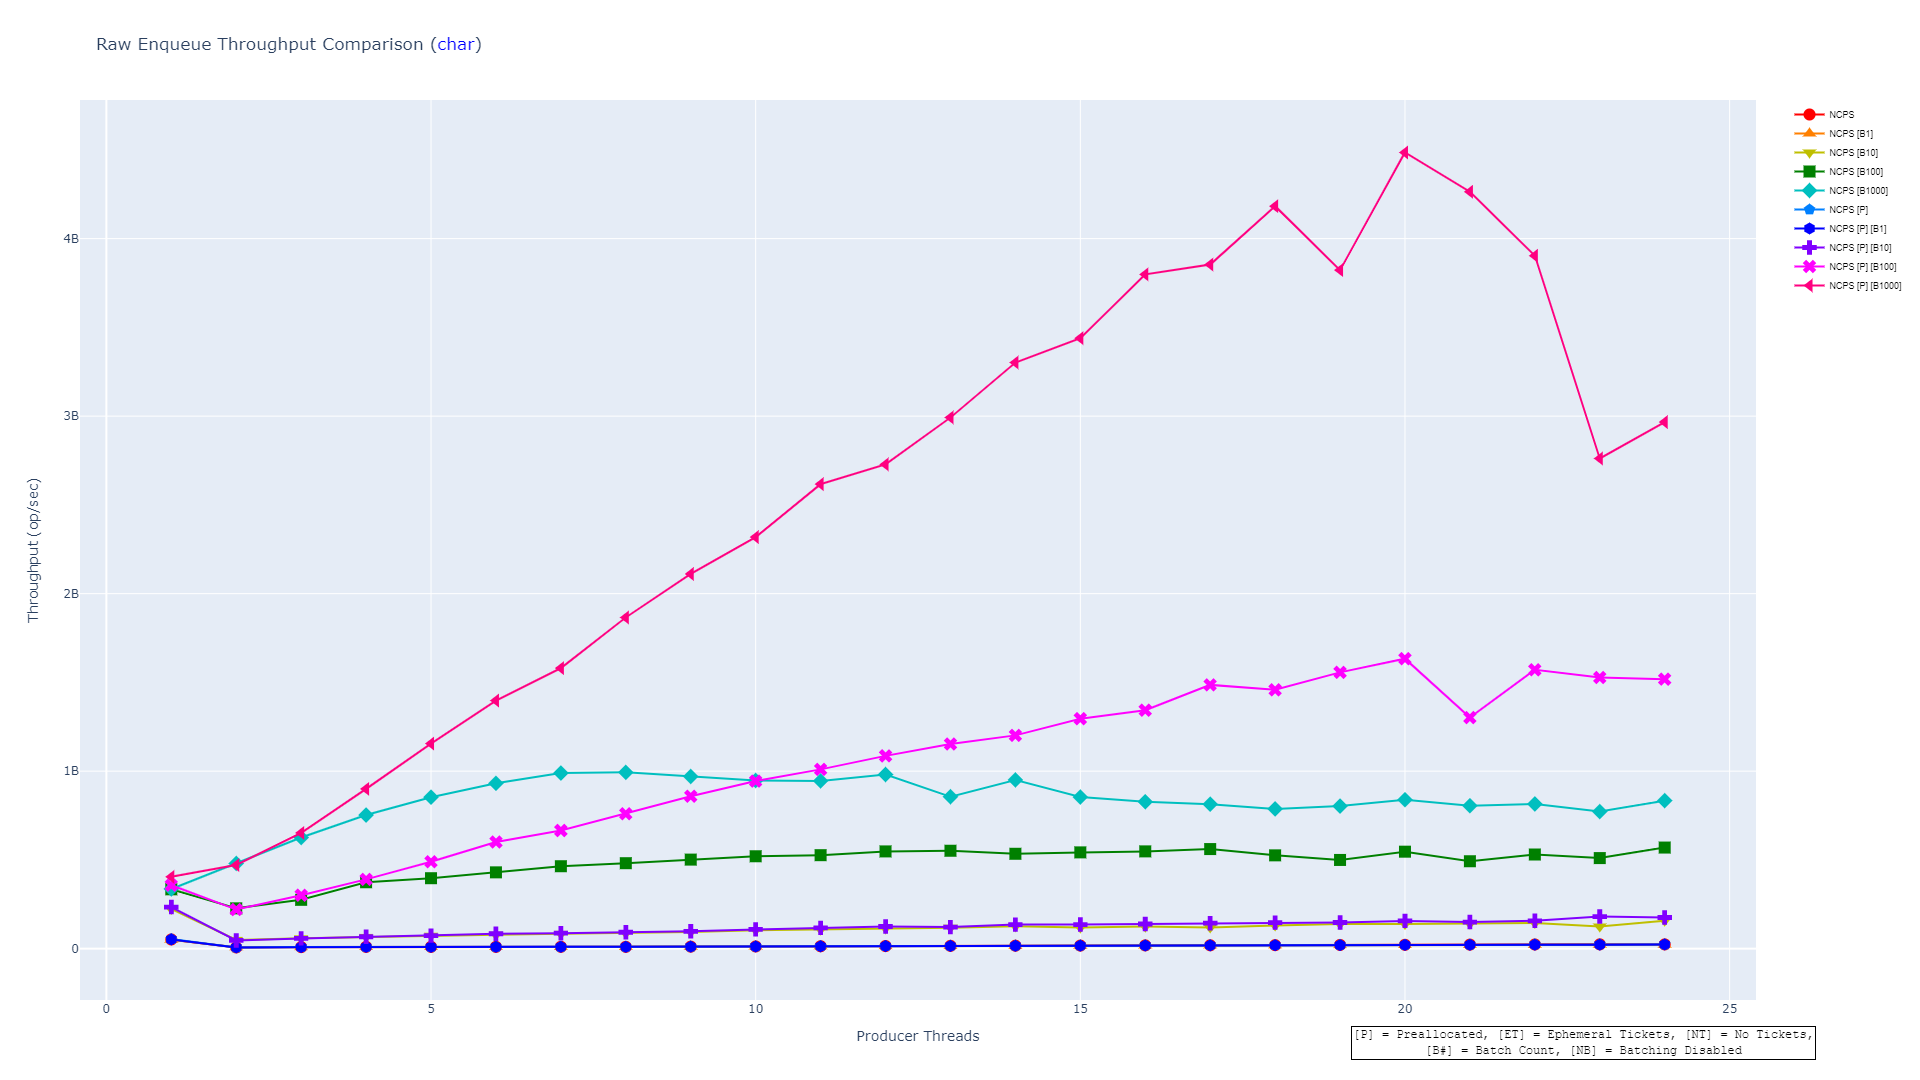 Raw Enqueue Throughput Comparison (char)
NCPS
NCPS [B1]
NCPS [B10]
NCPS [B100]
NCPS [B1000]
NCPS [P]
NCPS [P] [B1]
NCPS [P] [B10]
NCPS [P] [B100]
NCPS [P] [B1000]
Throughput (op/sec)
4B
3B
2B
1B
0
0 5 10 15 20 25
Producer Threads
[P] = Preallocated, [ET] = Ephemeral Tickets, [NT] = No Tickets,
[B#] = Batch Count, [NB] = Batching Disabled